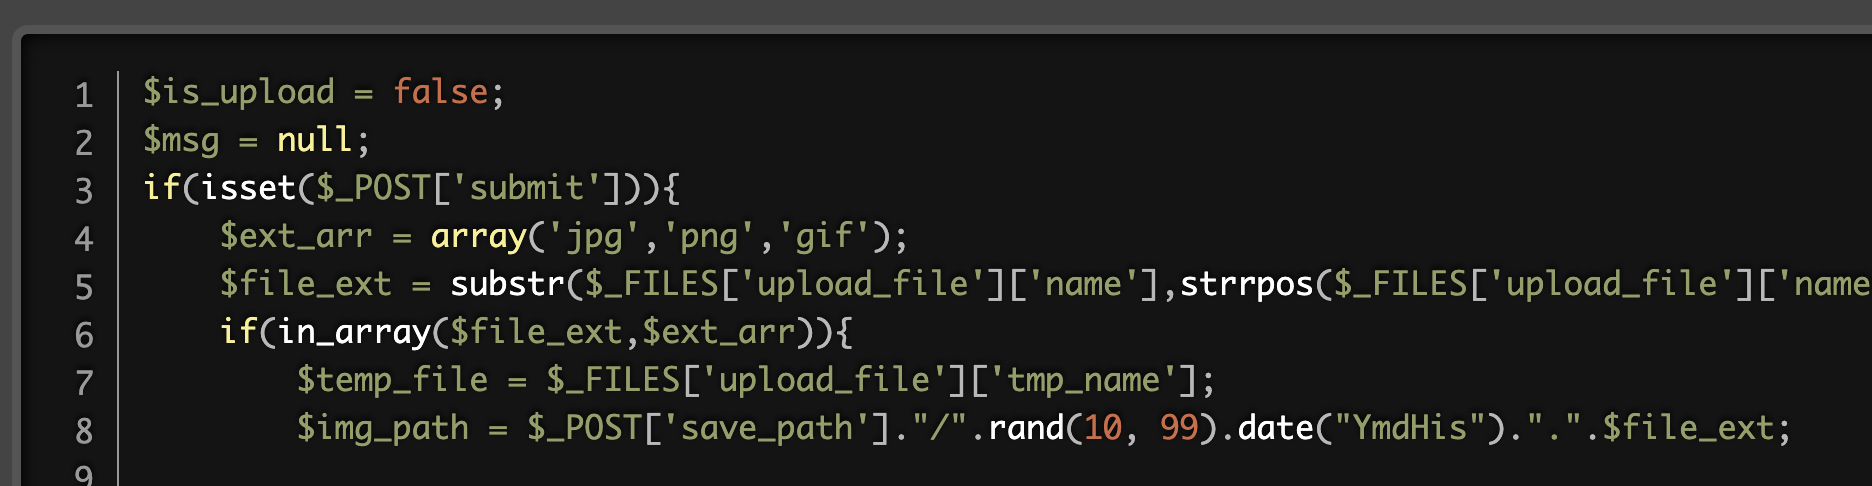 1 $is_upload = false;
2 $msg = null;
3 if(isset($_POST['submit'])){
4     $ext_arr = array('jpg','png','gif');
5     $file_ext = substr($_FILES['upload_file']['name'],strrpos($_FILES['upload_file']['name
6     if(in_array($file_ext,$ext_arr)){
7         $temp_file = $_FILES['upload_file']['tmp_name'];
8         $img_path = $_POST['save_path']."/".rand(10, 99).date("YmdHis").".".$file_ext;
9